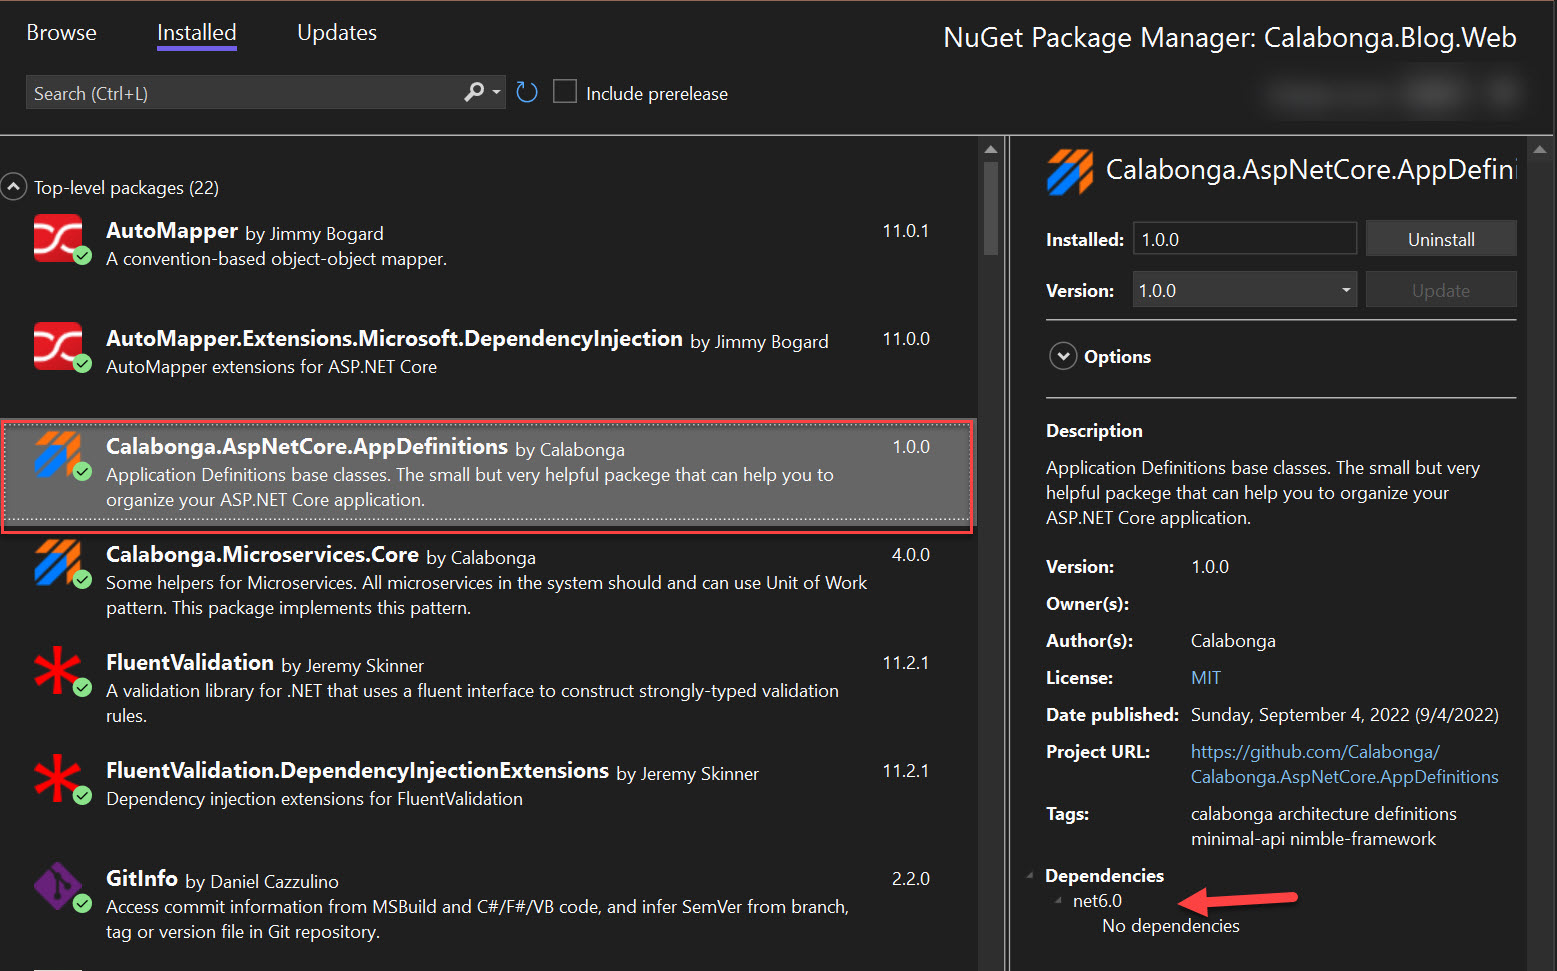 Browse
Installed
Updates
NuGet Package Manager: Calabonga.Blog.Web
Search (Ctrl+L)
Include prerelease
Top-level packages (22)
AutoMapper by Jimmy Bogard
11.0.1
A convention-based object-object mapper.
AutoMapper.Extensions.Microsoft.DependencyInjection by Jimmy Bogard
11.0.0
AutoMapper extensions for ASP.NET Core
Calabonga.AspNetCore.AppDefinitions by Calabonga
1.0.0
Application Definitions base classes. The small but very helpful packege that can help you to
organize your ASP.NET Core application.
Calabonga.Microservices.Core by Calabonga
4.0.0
Some helpers for Microservices. All microservices in the system should and can use Unit of Work
pattern. This package implements this pattern.
FluentValidation by Jeremy Skinner
11.2.1
A validation library for .NET that uses a fluent interface to construct strongly-typed validation
rules.
FluentValidation.DependencyInjectionExtensions by Jeremy Skinner
11.2.1
Dependency injection extensions for FluentValidation
GitInfo by Daniel Cazzulino
2.2.0
Access commit information from MSBuild and C#/F#/VB code, and infer SemVer from branch,
tag or version file in Git repository.
Calabonga.AspNetCore.AppDefini
Installed: 1.0.0
Uninstall
Version: 1.0.0
Update
Options
Description
Application Definitions base classes. The small but very
helpful packege that can help you to organize your
ASP.NET Core application.
Version: 1.0.0
Owner(s):
Author(s): Calabonga
License: MIT
Date published: Sunday, September 4, 2022 (9/4/2022)
Project URL: https://github.com/Calabonga/
Calabonga.AspNetCore.AppDefinitions
Tags: calabonga architecture definitions
minimal-api nimble-framework
Dependencies
net6.0
No dependencies